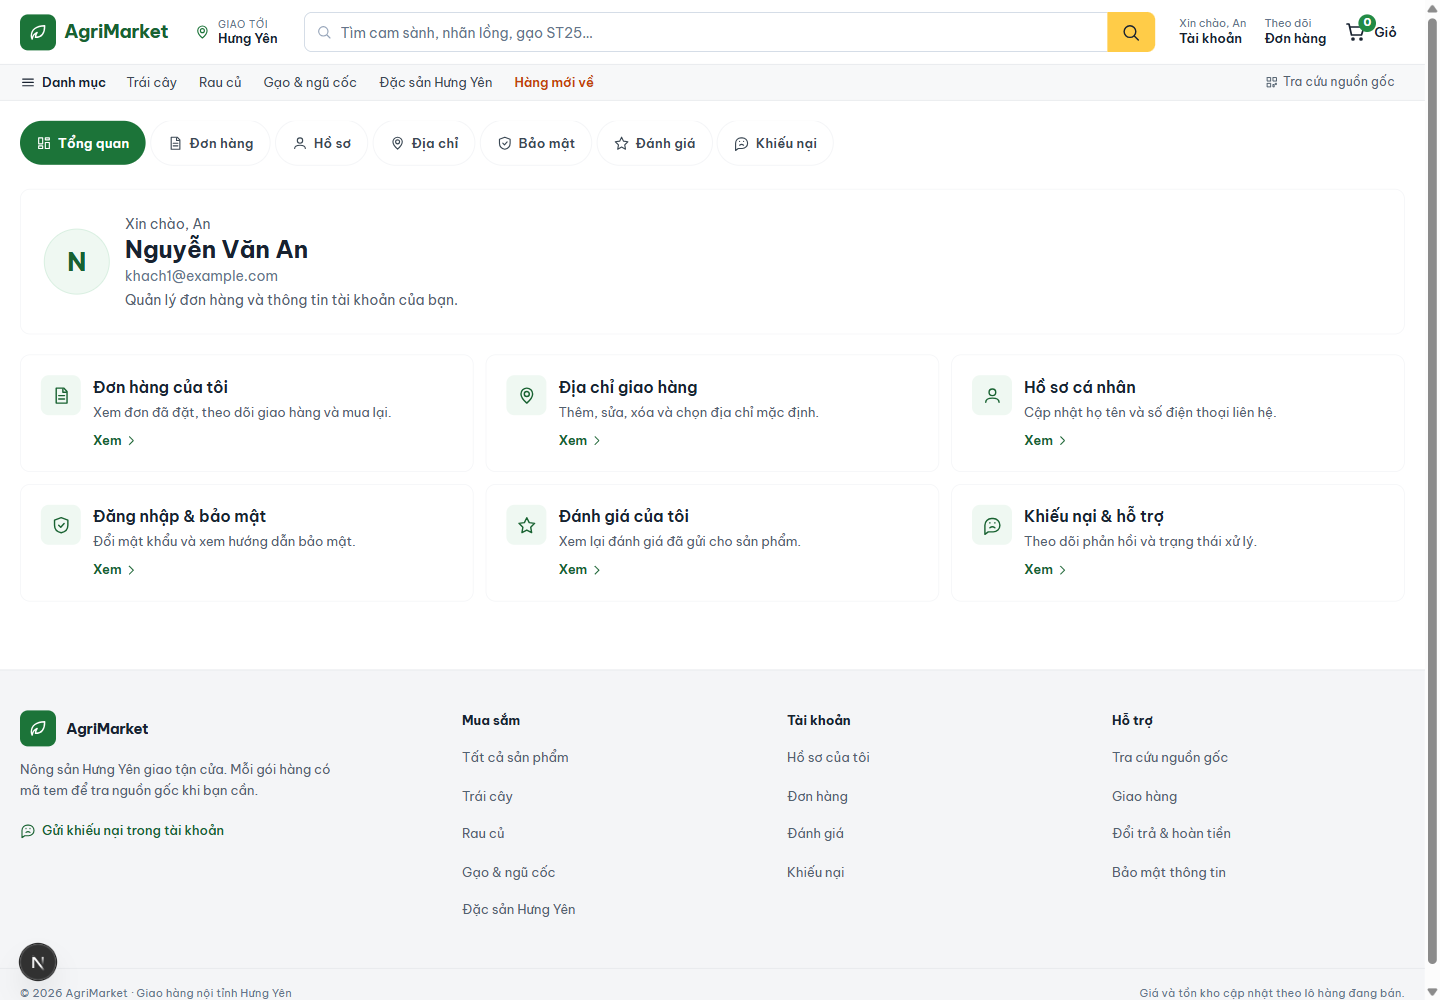 AgriMarket
GIAO TỚI
Hưng Yên
Tìm cam sành, nhãn lồng, gạo ST25...
Xin chào, An
Tài khoản
Theo dõi
Đơn hàng
0
Giỏ
Danh mục
Trái cây
Rau củ
Gạo & ngũ cốc
Đặc sản Hưng Yên
Hàng mới về
Tra cứu nguồn gốc
Tổng quan
Đơn hàng
Hồ sơ
Địa chỉ
Bảo mật
Đánh giá
Khiếu nại
N
Xin chào, An
Nguyễn Văn An
khach1@example.com
Quản lý đơn hàng và thông tin tài khoản của bạn.
Đơn hàng của tôi
Xem đơn đã đặt, theo dõi giao hàng và mua lại.
Xem
Địa chỉ giao hàng
Thêm, sửa, xóa và chọn địa chỉ mặc định.
Xem
Hồ sơ cá nhân
Cập nhật họ tên và số điện thoại liên hệ.
Xem
Đăng nhập & bảo mật
Đổi mật khẩu và xem hướng dẫn bảo mật.
Xem
Đánh giá của tôi
Xem lại đánh giá đã gửi cho sản phẩm.
Xem
Khiếu nại & hỗ trợ
Theo dõi phản hồi và trạng thái xử lý.
Xem
AgriMarket
Nông sản Hưng Yên giao tận cửa. Mỗi gói hàng có
mã tem để tra nguồn gốc khi bạn cần.
Gửi khiếu nại trong tài khoản
Mua sắm
Tất cả sản phẩm
Trái cây
Rau củ
Gạo & ngũ cốc
Đặc sản Hưng Yên
Tài khoản
Hồ sơ của tôi
Đơn hàng
Đánh giá
Khiếu nại
Hỗ trợ
Tra cứu nguồn gốc
Giao hàng
Đổi trả & hoàn tiền
Bảo mật thông tin
N
© 2026 AgriMarket · Giao hàng nội tỉnh Hưng Yên
Giá và tồn kho cập nhật theo lô hàng đang bán.